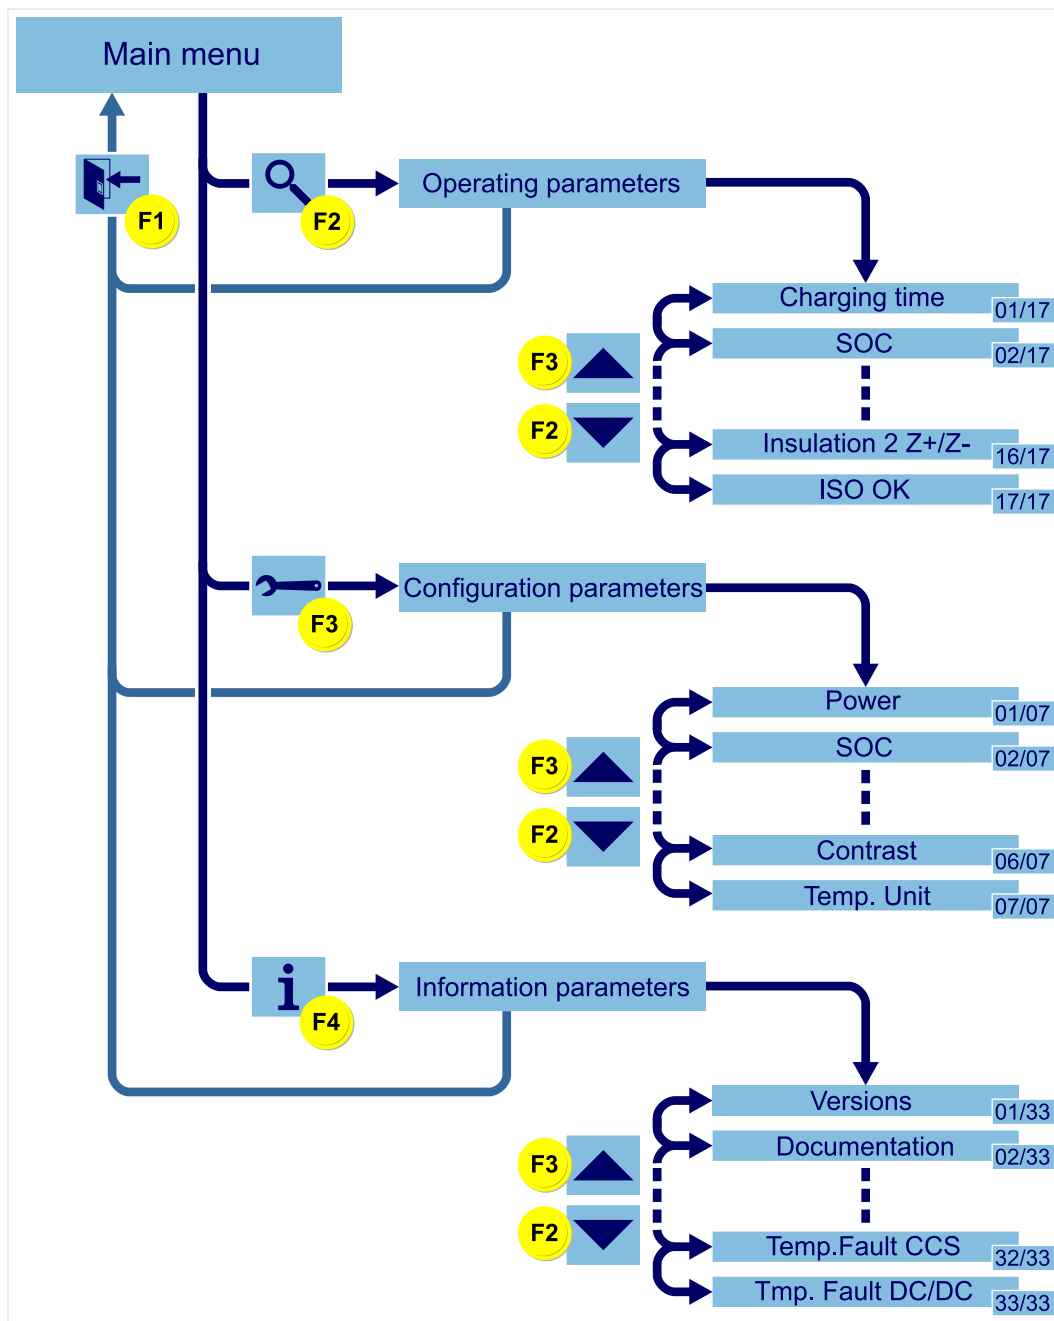 Main menu
F1
F2
Operating parameters
Charging time
01/17
SOC
02/17
F3
F2
Insulation 2 Z+/Z-
16/17
ISO OK
17/17
F3
Configuration parameters
Power
01/07
SOC
02/07
F3
F2
Contrast
06/07
Temp. Unit
07/07
i
F4
Information parameters
Versions
01/33
Documentation
02/33
F3
F2
Temp.Fault CCS
32/33
Tmp. Fault DC/DC
33/33